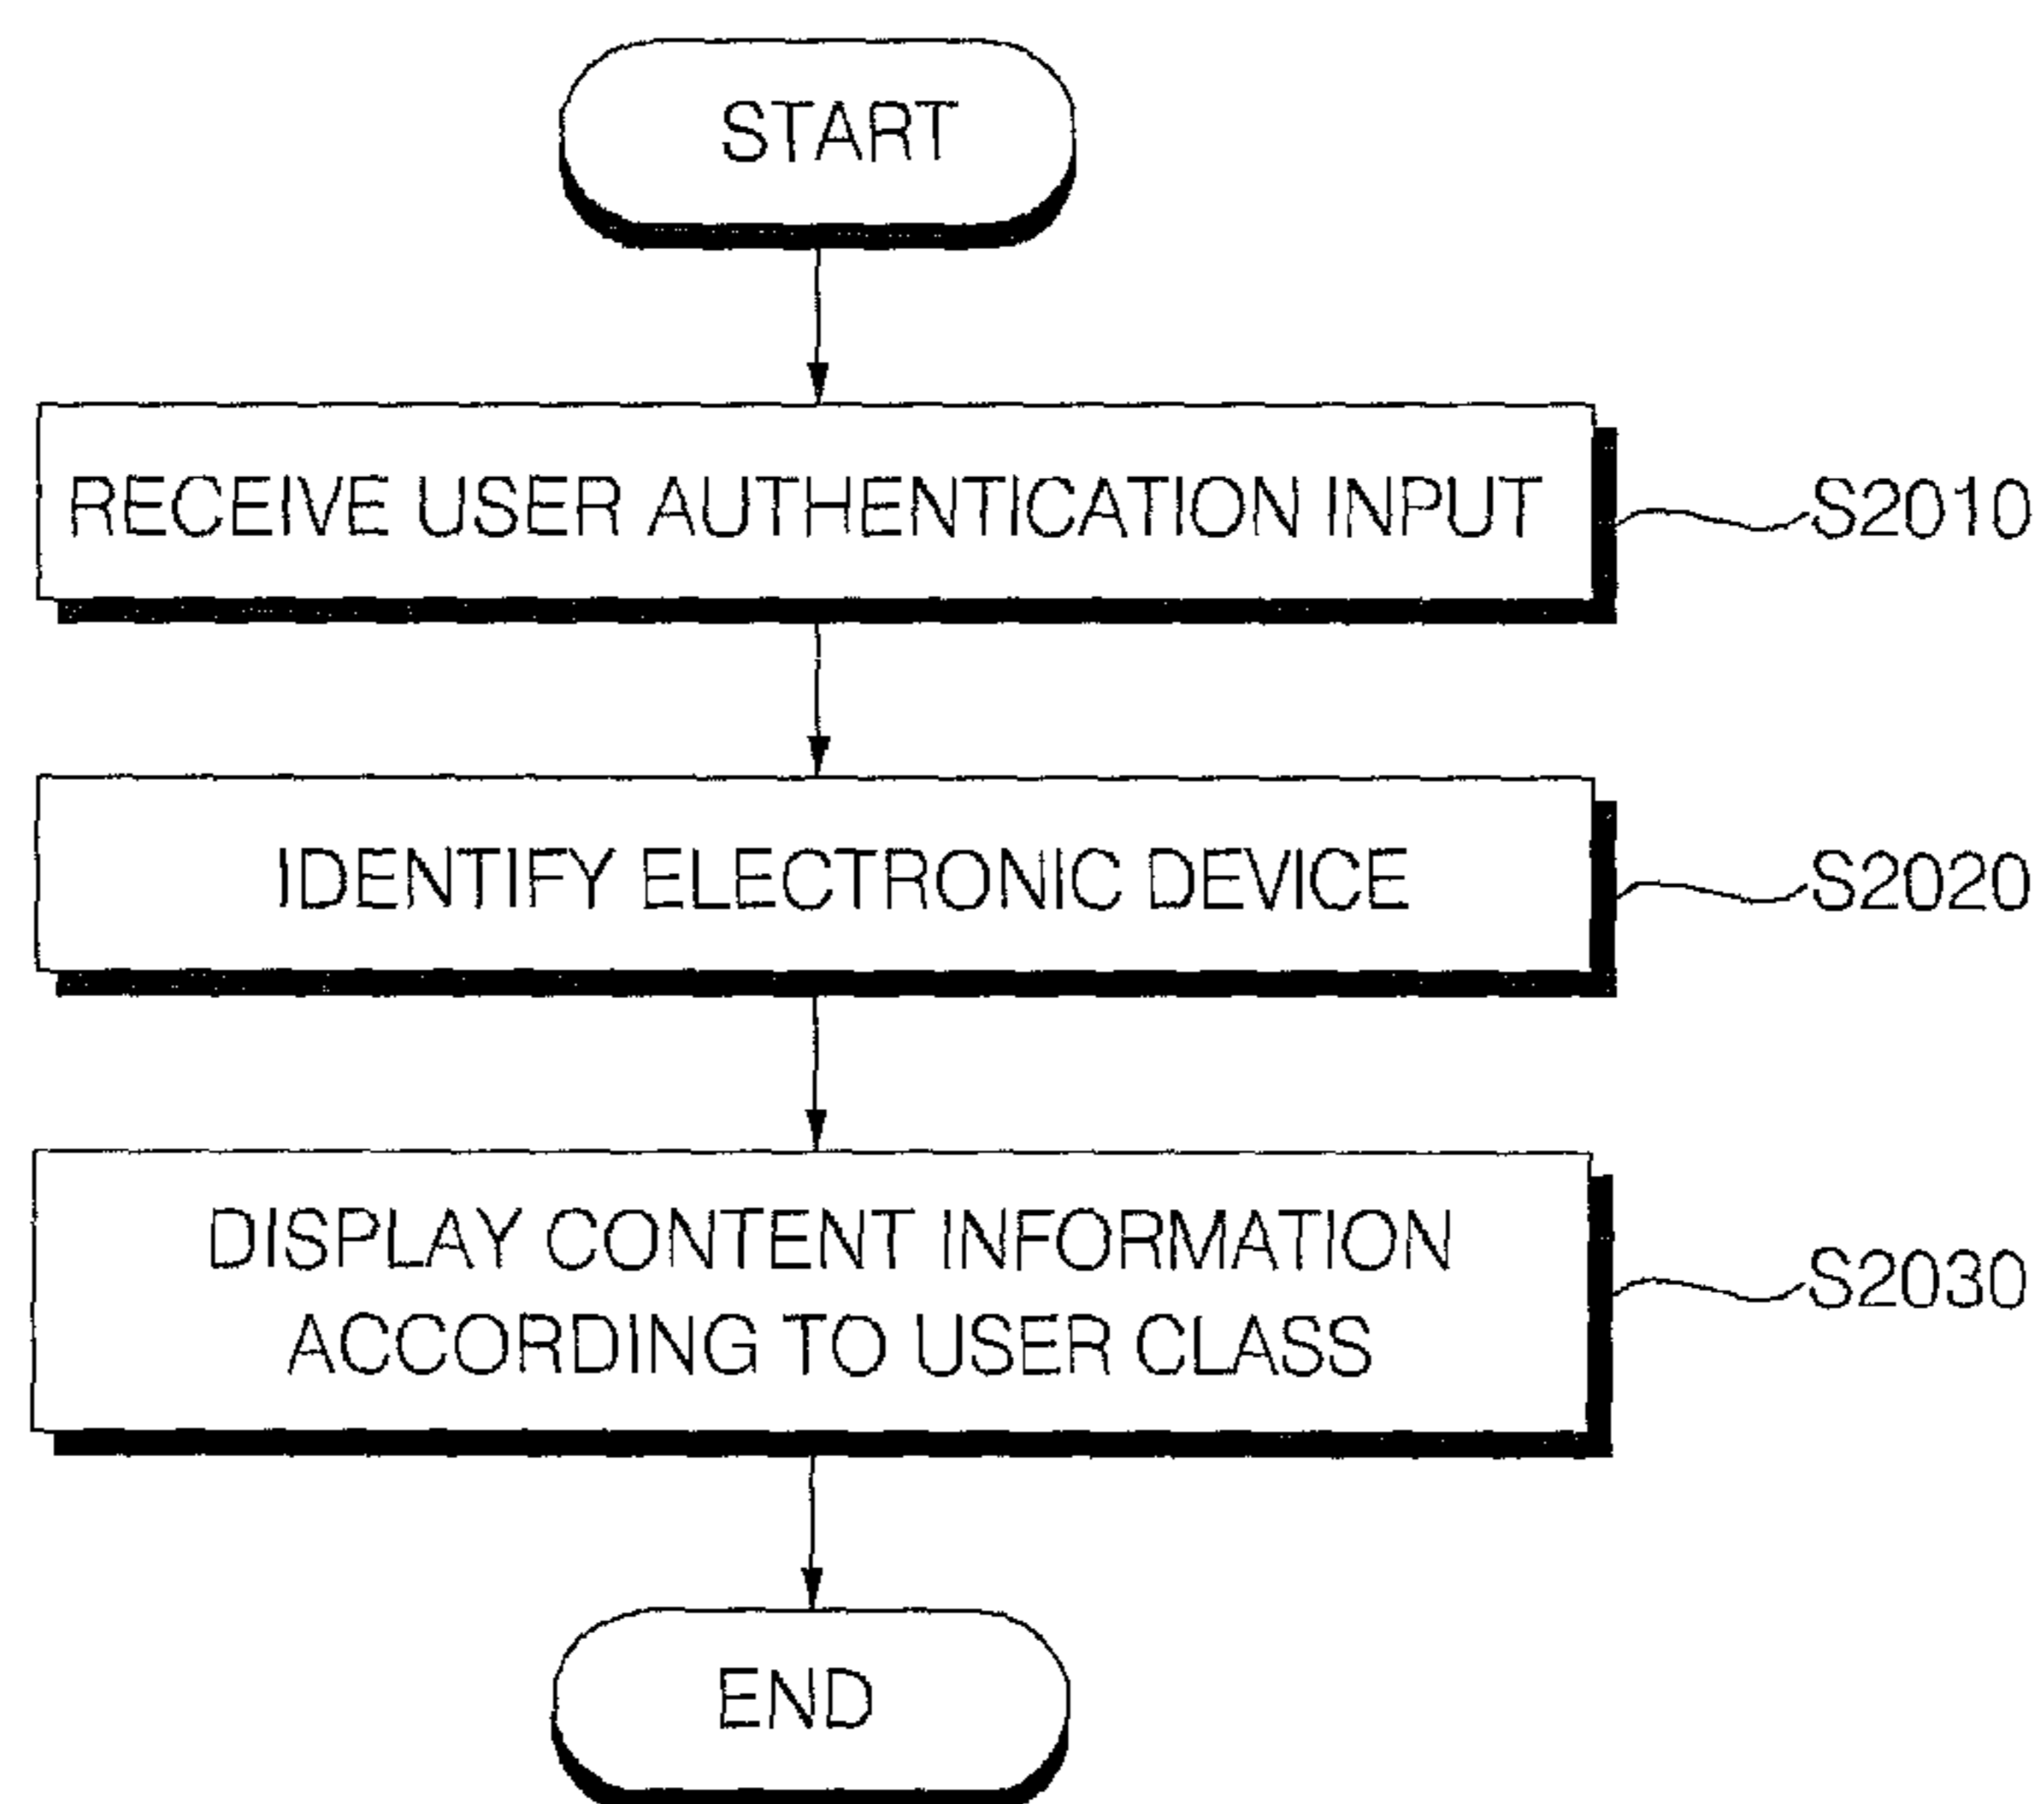 START
RECEIVE USER AUTHENTICATION INPUT
S2010
IDENTIFY ELECTRONIC DEVICE
S2020
DISPLAY CONTENT INFORMATION
ACCORDING TO USER CLASS
S2030
END